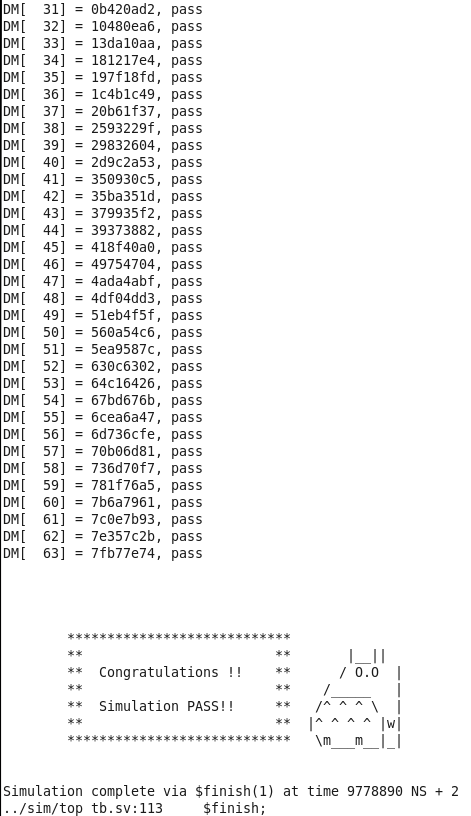 DM[  31] = 0b420ad2, pass
DM[  32] = 10480ea6, pass
DM[  33] = 13da10aa, pass
DM[  34] = 181217e4, pass
DM[  35] = 197f18fd, pass
DM[  36] = 1c4b1c49, pass
DM[  37] = 20b61f37, pass
DM[  38] = 2593229f, pass
DM[  39] = 29832604, pass
DM[  40] = 2d9c2a53, pass
DM[  41] = 350930c5, pass
DM[  42] = 35ba351d, pass
DM[  43] = 379935f2, pass
DM[  44] = 39373882, pass
DM[  45] = 418f40a0, pass
DM[  46] = 49754704, pass
DM[  47] = 4ada4abf, pass
DM[  48] = 4df04dd3, pass
DM[  49] = 51eb4f5f, pass
DM[  50] = 560a54c6, pass
DM[  51] = 5ea9587c, pass
DM[  52] = 630c6302, pass
DM[  53] = 64c16426, pass
DM[  54] = 67bd676b, pass
DM[  55] = 6cea6a47, pass
DM[  56] = 6d736cfe, pass
DM[  57] = 70b06d81, pass
DM[  58] = 736d70f7, pass
DM[  59] = 781f76a5, pass
DM[  60] = 7b6a7961, pass
DM[  61] = 7c0e7b93, pass
DM[  62] = 7e357c2b, pass
DM[  63] = 7fb77e74, pass
****************************
**                        **       |__||
**  Congratulations !!    **      / O.O  |
**                        **    /_____   |
**  Simulation PASS!!     **   /^ ^ ^ \  |
**                        **  |^ ^ ^ ^ |w|
****************************   \m___m__|_|
Simulation complete via $finish(1) at time 9778890 NS + 2
../sim/top_tb.sv:113     $finish;